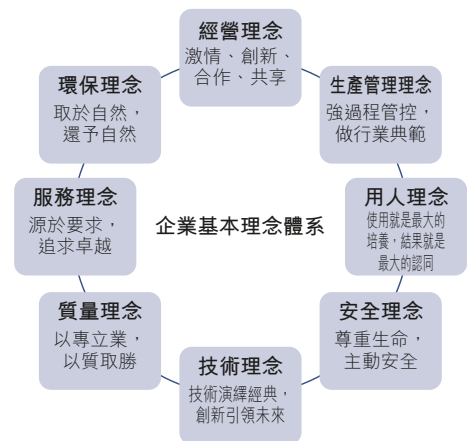 經營理念
激情、創新、
合作、共享
生產管理理念
強過程管控，
做行業典範
用人理念
使用就是最大的
培養，結果就是
最大的認同
安全理念
尊重生命，
主動安全
技術理念
技術演繹經典，
創新引領未來
質量理念
以專立業，
以質取勝
服務理念
源於要求，
追求卓越
環保理念
取於自然，
還予自然
企業基本理念體系